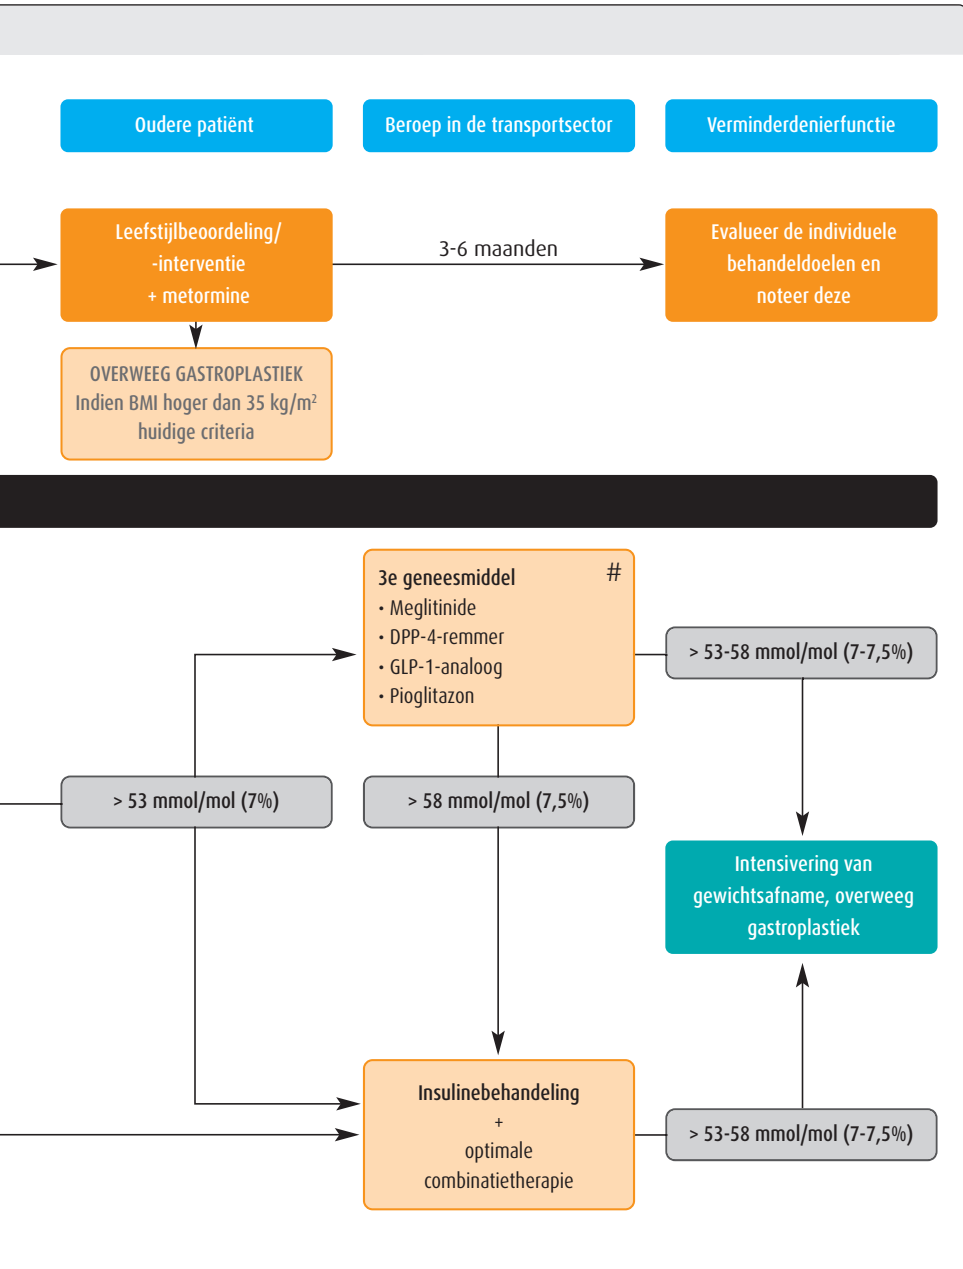 Oudere patiënt
Beroep in de transportsector
Verminderdenierfunctie
Leefstijlbeoordeling/
-interventie
+ metormine
3-6 maanden
Evalueer de individuele
behandeldoelen en
noteer deze
OVERWEEG GASTROPLASTIEK
Indien BMI hoger dan 35 kg/m²
huidige criteria
3e geneesmiddel #
• Meglitinide
• DPP-4-remmer
• GLP-1-analoog
• Pioglitazon
> 53-58 mmol/mol (7-7,5%)
> 53 mmol/mol (7%)
> 58 mmol/mol (7,5%)
Intensivering van
gewichtsafname, overweeg
gastroplastiek
Insulinebehandeling
+
optimale
combinatietherapie
> 53-58 mmol/mol (7-7,5%)